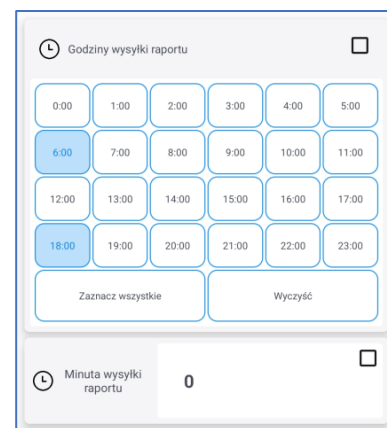 Godziny wysyłki raportu
0:00 1:00 2:00 3:00 4:00 5:00
6:00 7:00 8:00 9:00 10:00 11:00
12:00 13:00 14:00 15:00 16:00 17:00
18:00 19:00 20:00 21:00 22:00 23:00
Zaznacz wszystkie Wyczyść
Minuta wysyłki
raportu
0